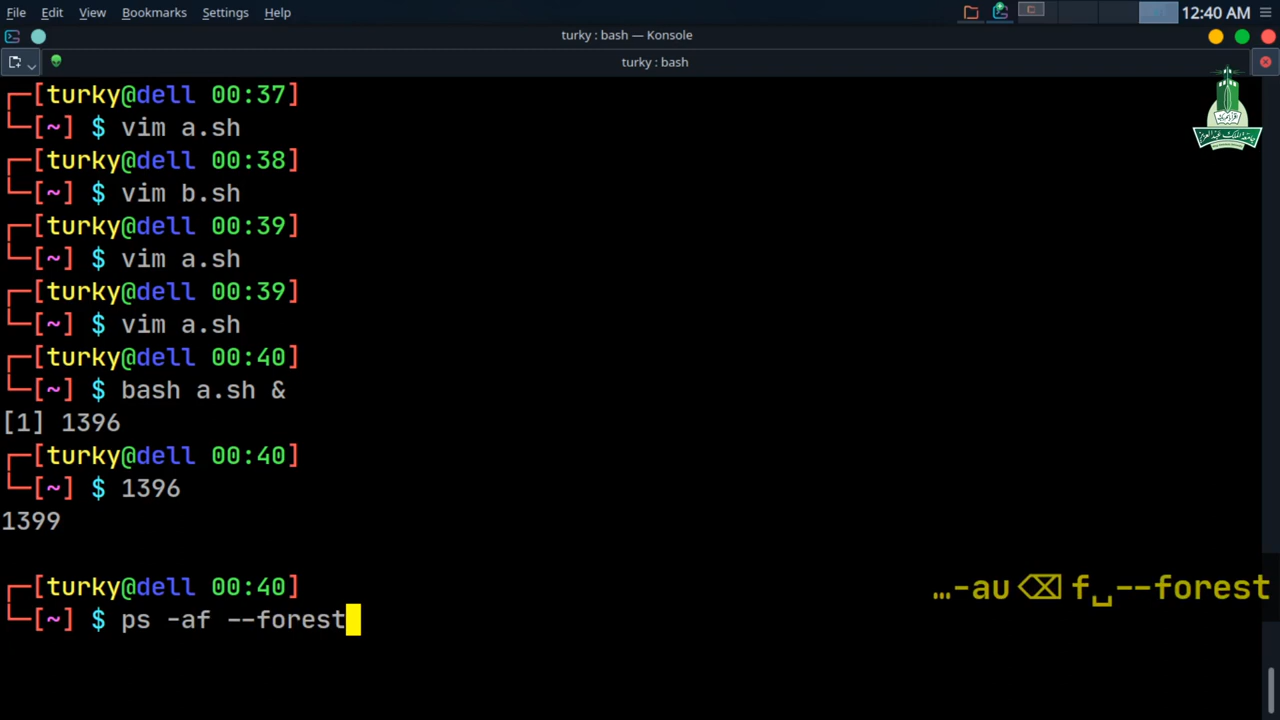 File Edit View Bookmarks Settings Help 12:40 AM
turky : bash — Konsole
turky : bash
┌─[turky@dell 00:37]
└─[~] $ vim a.sh
┌─[turky@dell 00:38]
└─[~] $ vim b.sh
┌─[turky@dell 00:39]
└─[~] $ vim a.sh
┌─[turky@dell 00:39]
└─[~] $ vim a.sh
┌─[turky@dell 00:40]
└─[~] $ bash a.sh &
[1] 1396
┌─[turky@dell 00:40]
└─[~] $ 1396
1399
┌─[turky@dell 00:40]
└─[~] $ ps -af --forest
…-au⌫ f␣--forest
جامعة الملك عبدالعزيز